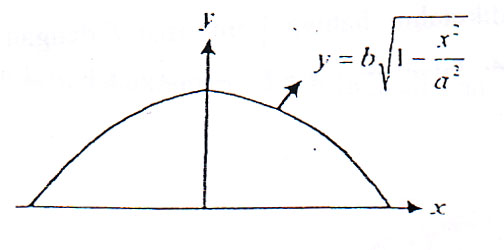 y
y = b√(1 − x²/a²)
x